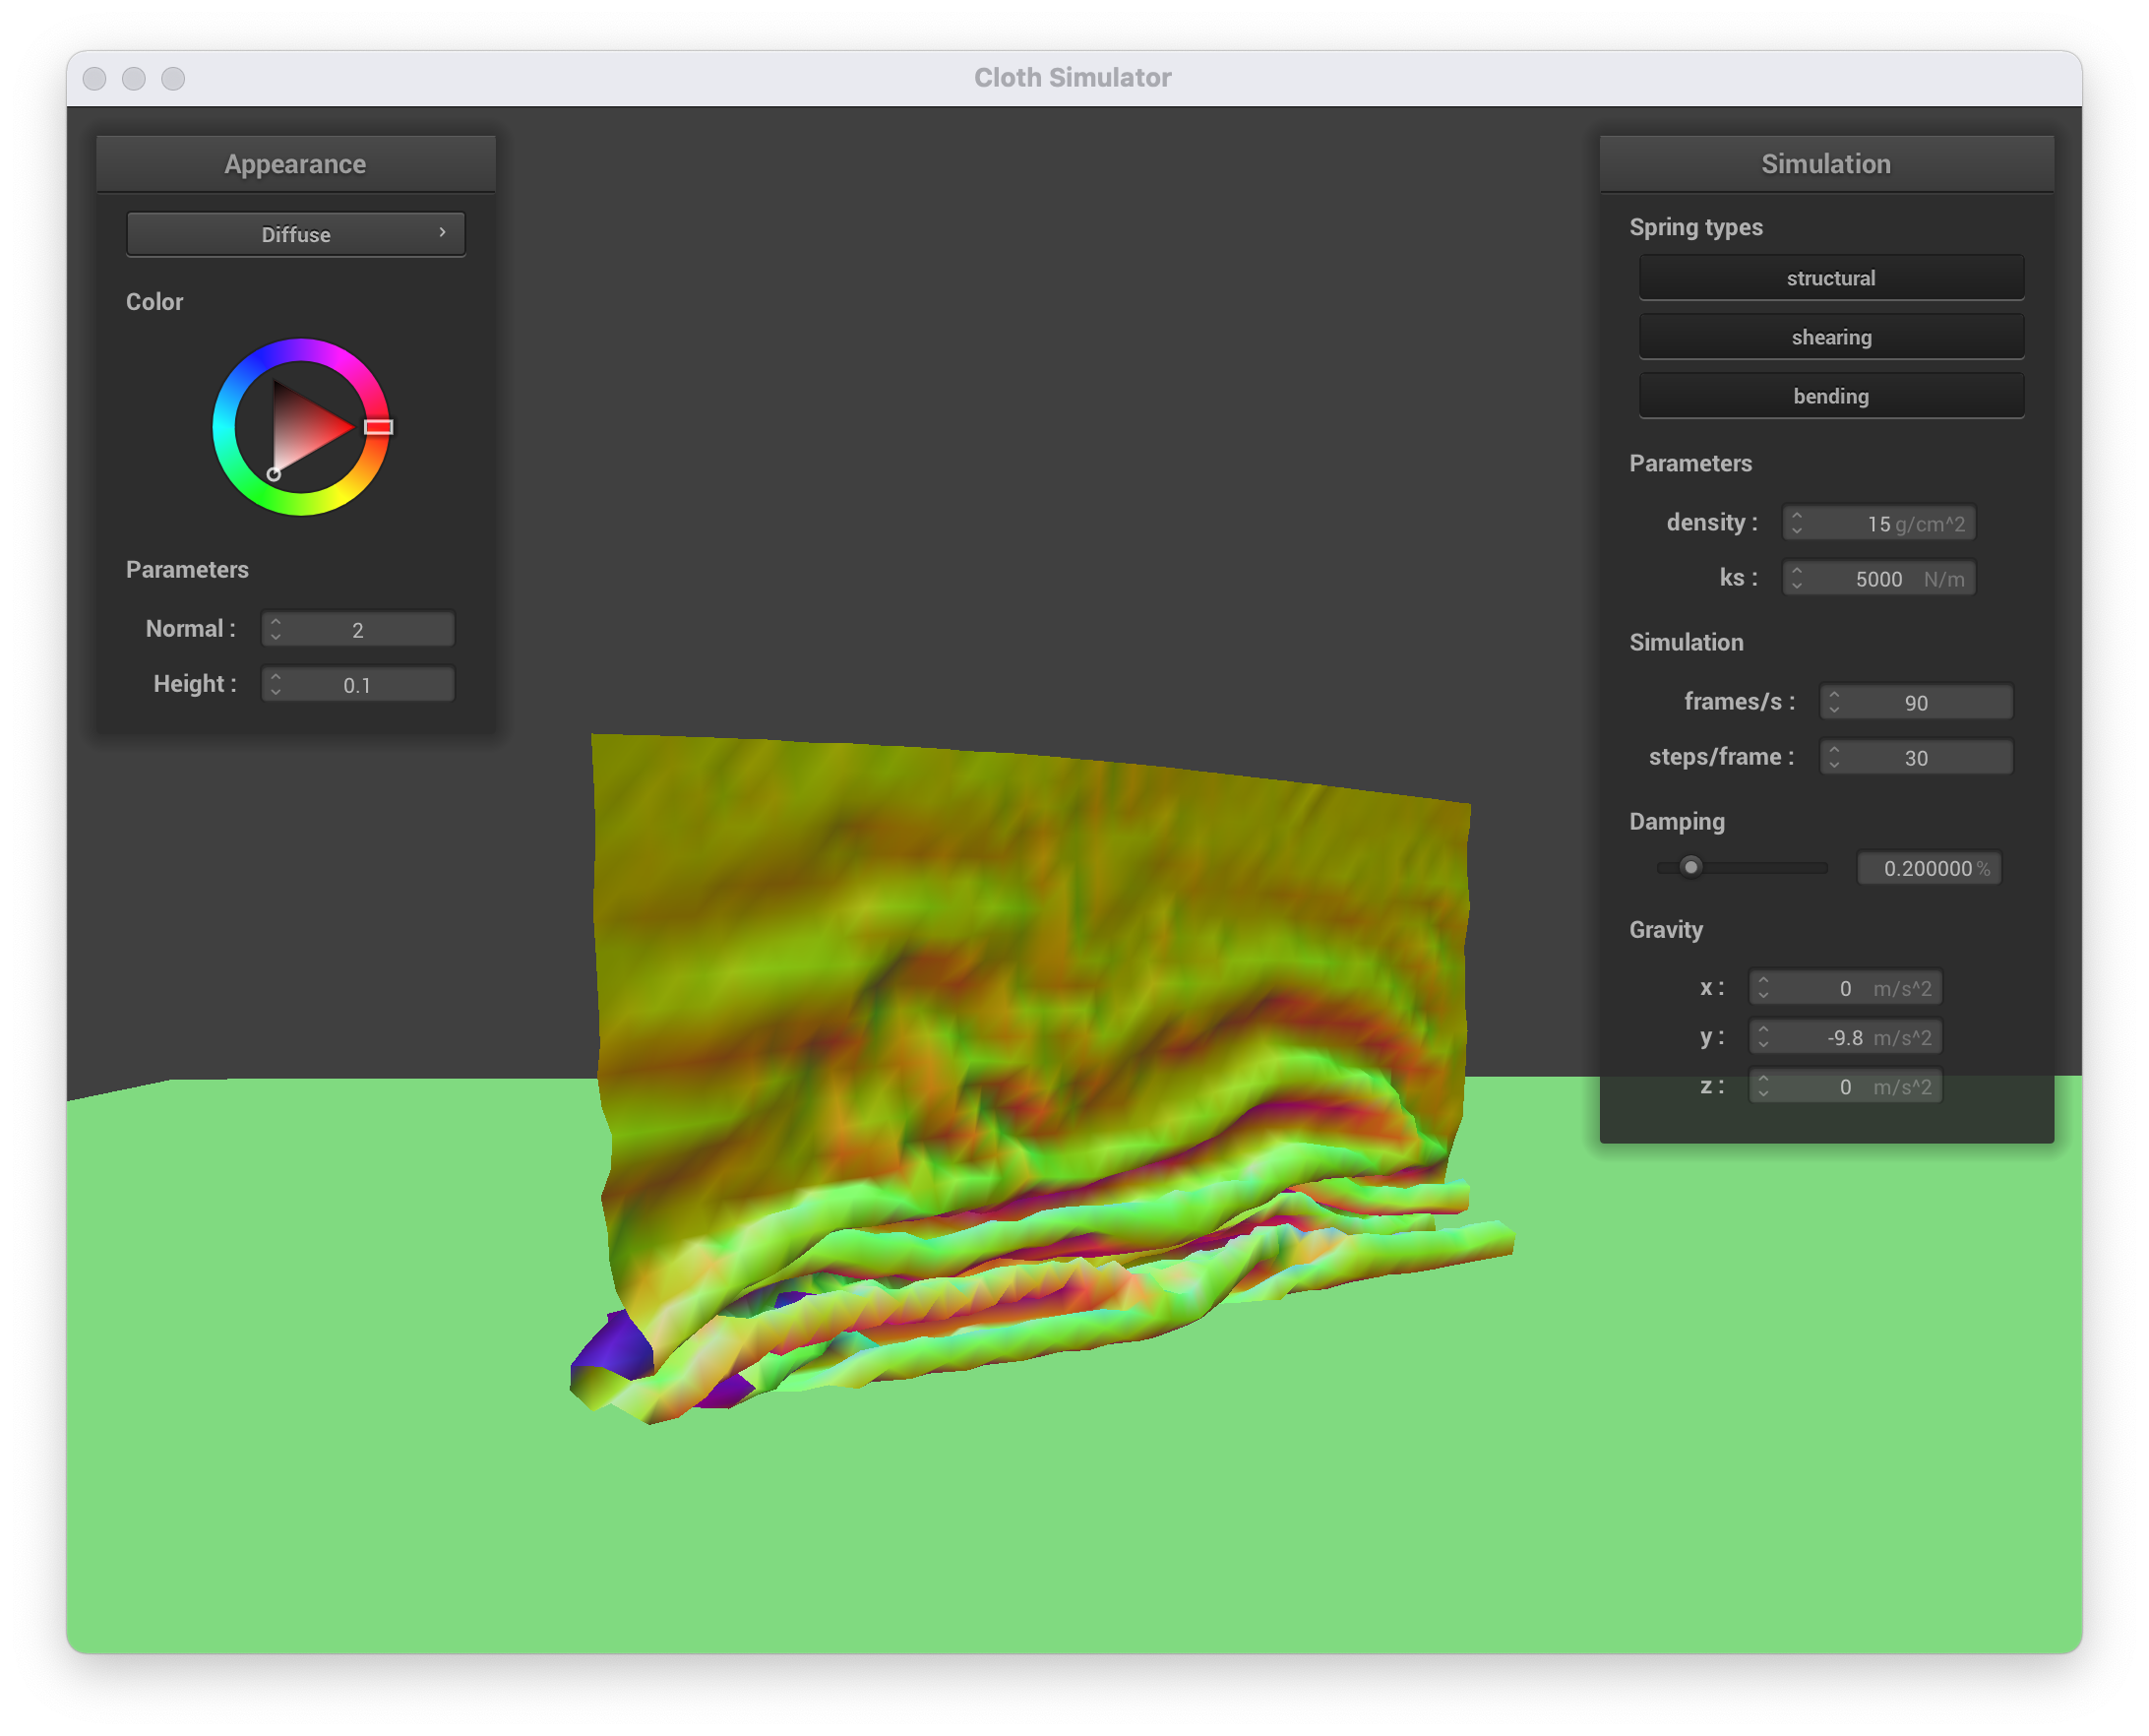 Cloth Simulator
Appearance
Diffuse
Color
Parameters
Normal : 2
Height : 0.1
Simulation
Spring types
structural
shearing
bending
Parameters
density : 15 g/cm^2
ks : 5000 N/m
Simulation
frames/s : 90
steps/frame : 30
Damping
0.200000 %
Gravity
x : 0 m/s^2
y : -9.8 m/s^2
z : 0 m/s^2